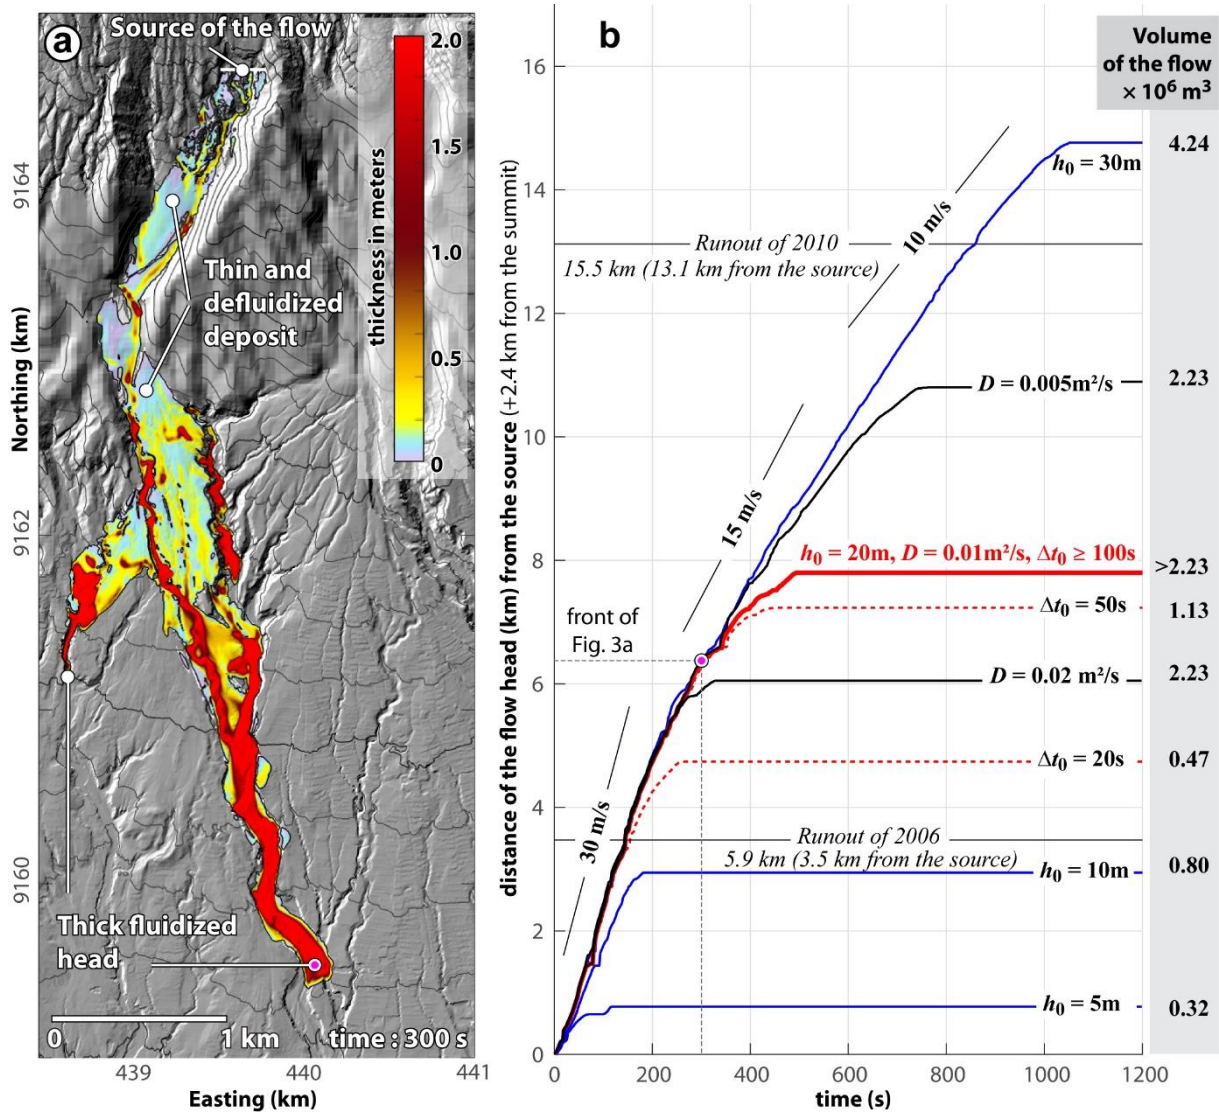 a
Source of the flow
2.0
1.5
1.0
0.5
0
thickness in meters
Thin and
defluidized
deposit
Thick fluidized
head
0
1 km
time : 300 s
9164
9162
9160
Northing (km)
439
440
441
Easting (km)
b
distance of the flow head (km) from the source (+2.4 km from the summit)
16
14
12
10
8
6
4
2
0
0
200
400
600
800
1000
1200
time (s)
h₀ = 30m
10 m/s
Runout of 2010
15.5 km (13.1 km from the source)
D = 0.005m²/s
15 m/s
h₀ = 20m, D = 0.01m²/s, Δt₀ ≥ 100s
Δt₀ = 50s
front of
Fig. 3a
D = 0.02 m²/s
Δt₀ = 20s
30 m/s
Runout of 2006
5.9 km (3.5 km from the source)
h₀ = 10m
h₀ = 5m
Volume
of the flow
× 10⁶ m³
4.24
2.23
>2.23
1.13
2.23
0.47
0.80
0.32